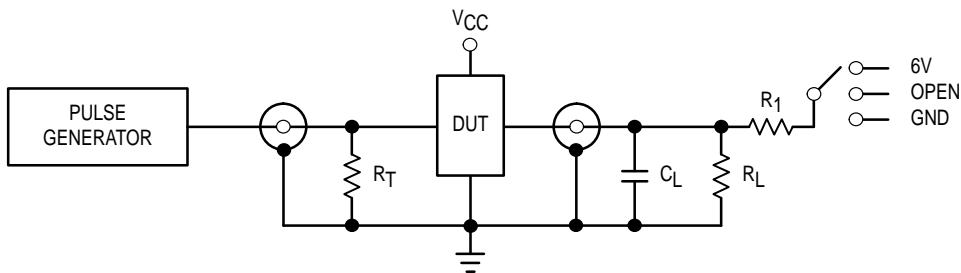 VCC
PULSE
GENERATOR
DUT
RT
CL
RL
R1
6V
OPEN
GND